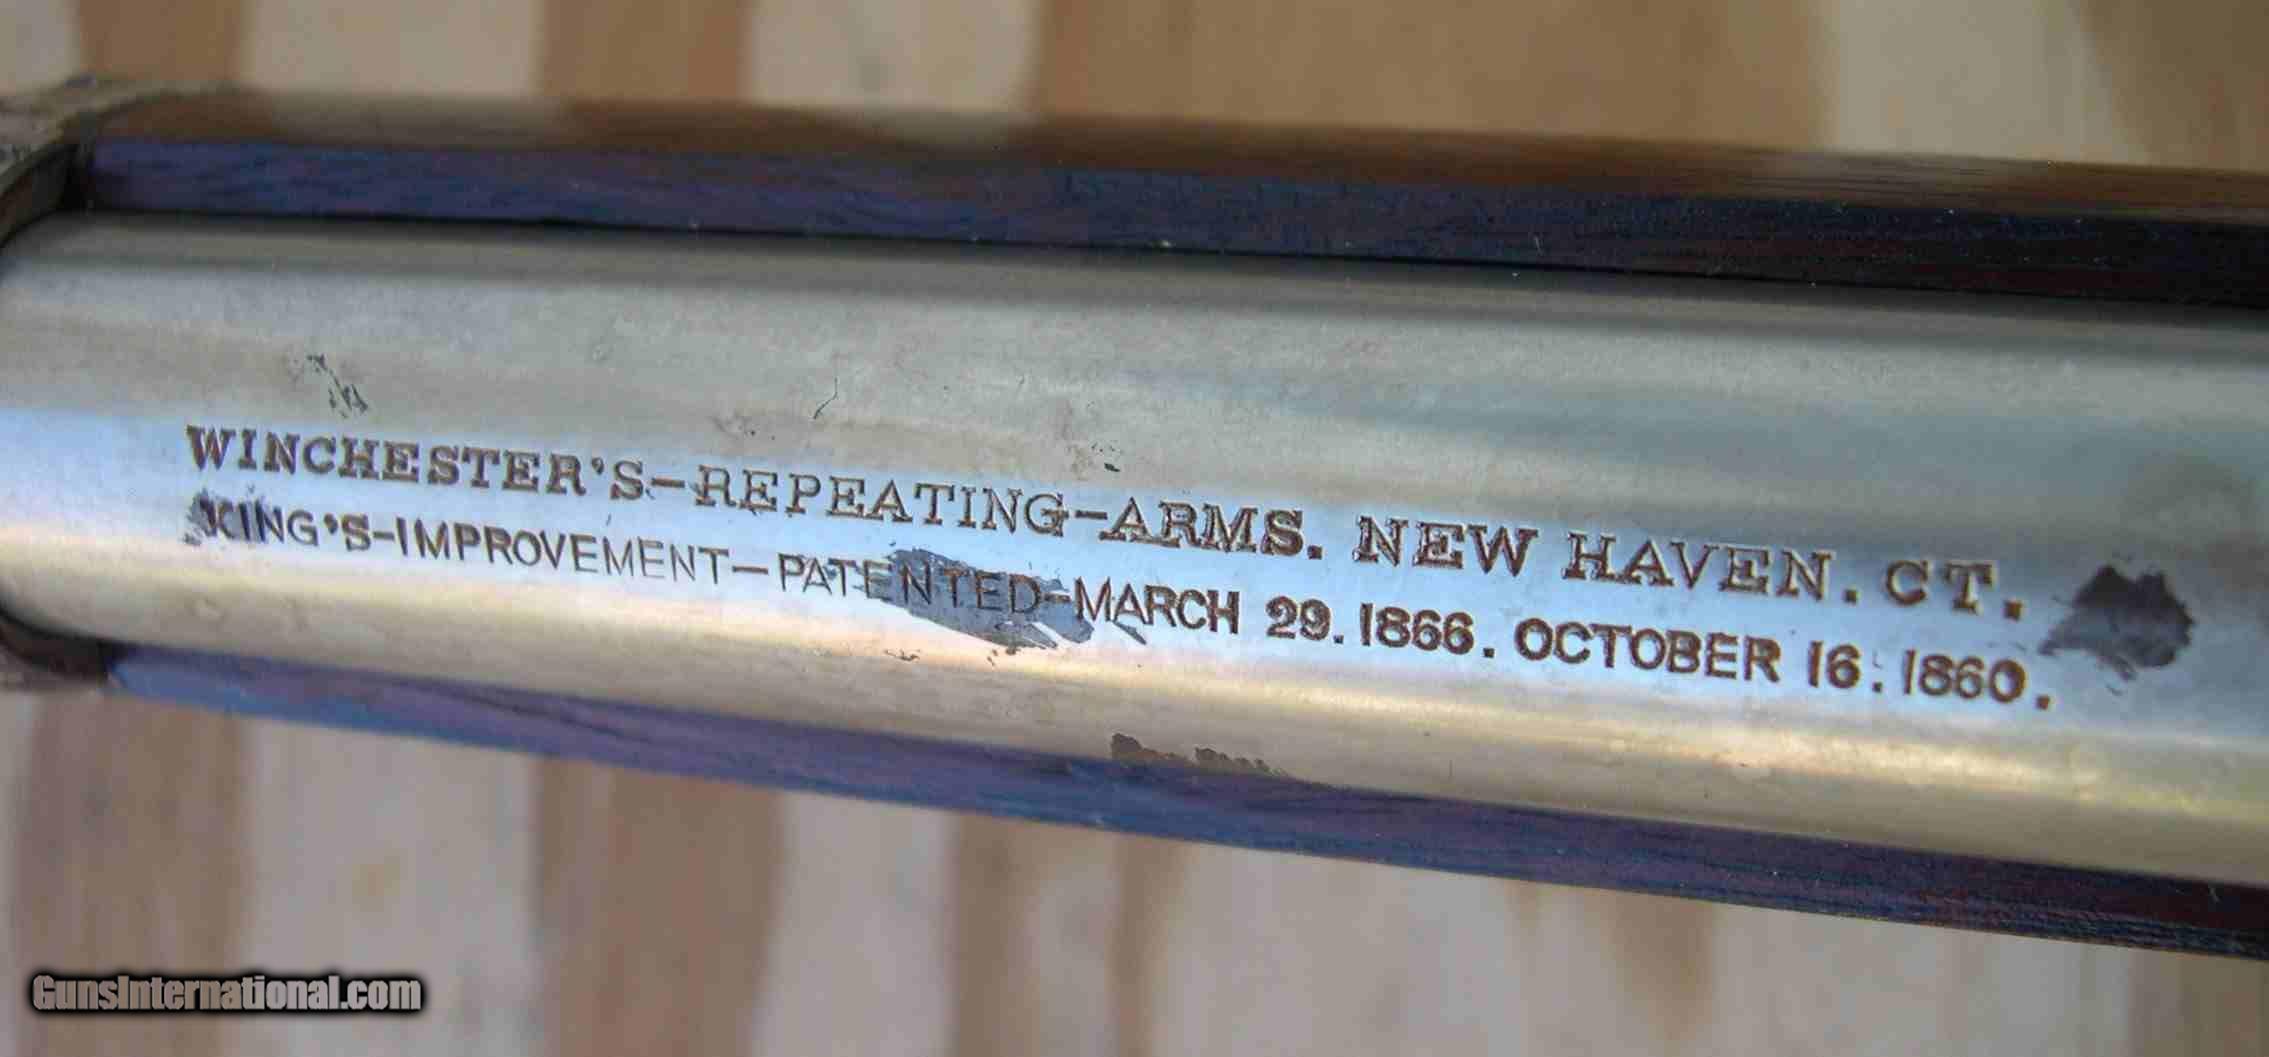 WINCHESTER'S-REPEATING-ARMS. NEW HAVEN. CT.
KING'S-IMPROVEMENT-PATENTED-MARCH 29. 1866. OCTOBER 16. 1860.
GunsInternational.com